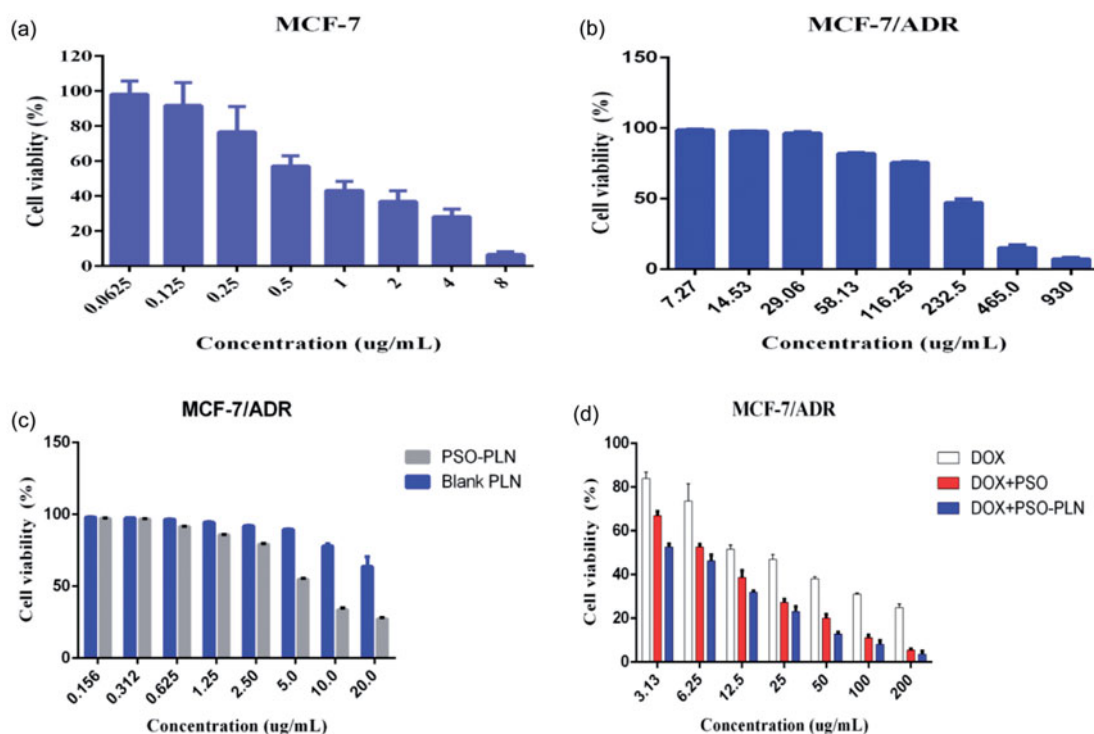 (a)
MCF-7
Cell viablity (%)
120
100
80
60
40
20
0
0.0625 0.125 0.25 0.5 1 2 4 8
Concentration (ug/mL)
(b)
MCF-7/ADR
Cell viability (%)
150
100
50
0
7.27 14.53 29.06 58.13 116.25 232.5 465.0 930
Concentration (ug/mL)
(c)
MCF-7/ADR
PSO-PLN
Blank PLN
Cell viability (%)
150
100
50
0
0.156 0.312 0.625 1.25 2.50 5.0 10.0 20.0
Concentration (ug/mL)
(d)
MCF-7/ADR
DOX
DOX+PSO
DOX+PSO-PLN
Cell viability (%)
100
80
60
40
20
0
3.13 6.25 12.5 25 50 100 200
Concentration (ug/mL)